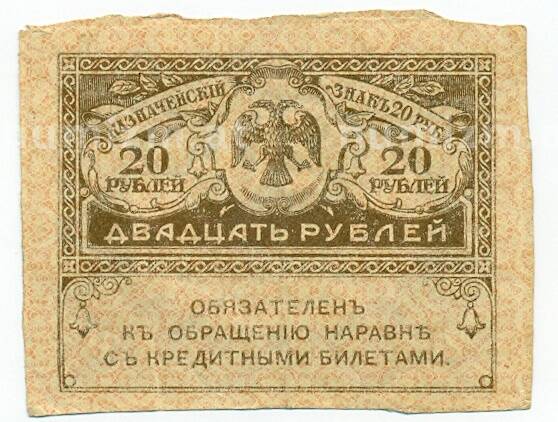 КАЗНАЧЕЙСКІЙ
ЗНАКЪ 20 РУБ.
20
РУБЛЕЙ
20
РУБЛЕЙ
ДВАДЦАТЬ РУБЛЕЙ
ОБЯЗАТЕЛЕНЪ
КЪ ОБРАЩЕНІЮ НАРАВНѢ
СЪ КРЕДИТНЫМИ БИЛЕТАМИ.